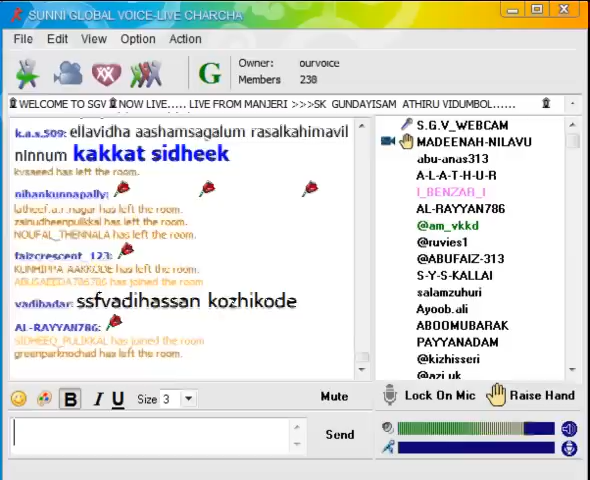 SUNNI GLOBAL VOICE-LIVE CHARCHA
File Edit View Option Action
G Owner: ourvoice
Members 238
WELCOME TO SGV NOW LIVE..... LIVE FROM MANJERI >>>SK GUNDAYISAM ATHIRU VIDUMBOL......
k.a.s.509: ellavidha aashamsagalum rasalkahimavil
ninnum kakkat sidheek
kvsaeed has left the room.
nihankunnapally:
latheef.a.r.nagar has left the room.
zainudheenpulikkal has left the room.
NOUFAL_THENNALA has left the room.
faizcrescent_123:
KUNHIPPA AAKKODE has left the room.
ABUSAEEDA786786 has left the room.
vadibadar: ssfvadihassan kozhikode
AL-RAYYAN786:
SIDHEEQ_PULIKKAL has joined the room
greenparknochad has left the room.
S.G.V_WEBCAM
MADEENAH-NILAVU
abu-anas313
A-L-A-T-H-U-R
I_BENZAR_I
AL-RAYYAN786
@am_vkkd
@ruvies1
@ABUFAIZ-313
S-Y-S-KALLAI
salamzuhuri
Ayoob.ali
ABOOMUBARAK
PAYYANADAM
@kizhisseri
@azi uk
B I U Size 3 Mute
Lock On Mic Raise Hand
Send